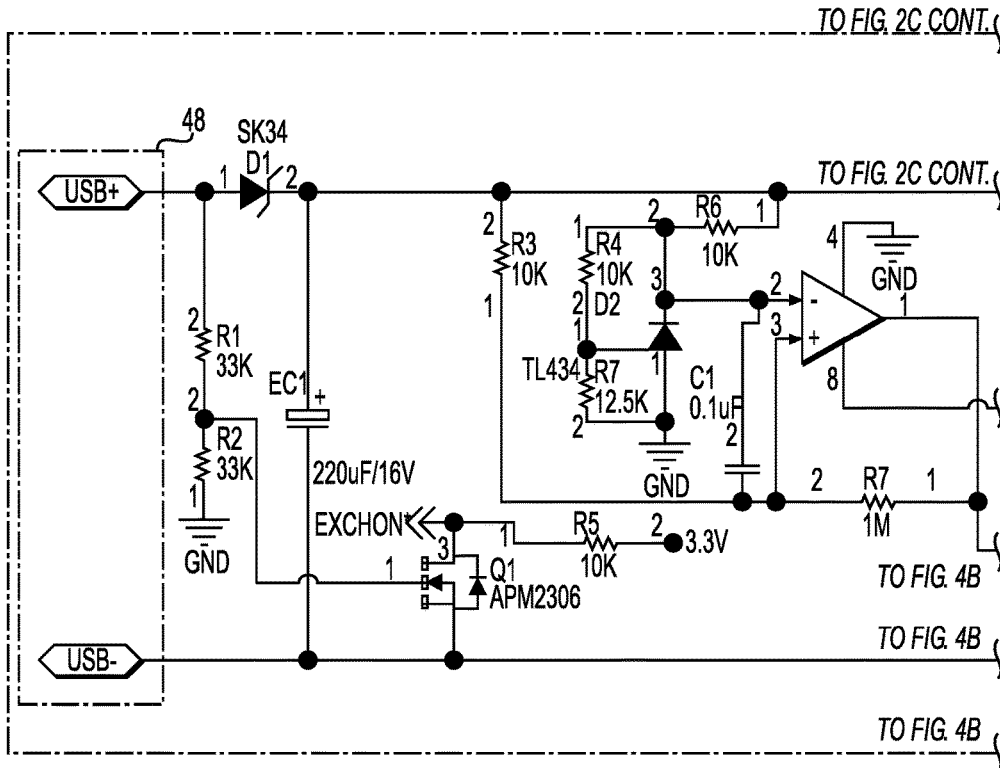 TO FIG. 2C CONT.
48
SK34
D1
USB+
1
2
TO FIG. 2C CONT.
2
R3
10K
1
1
R4
10K
2
D2
2
R6
1
10K
3
4
GND
2
-
1
3
+
8
1
TL434
R7
12.5K
2
1
GND
C1
0.1uF
2
2
R1
33K
2
R2
33K
1
GND
EC1
+
220uF/16V
EXCHON
3
1
R5
10K
2
3.3V
2
R7
1
1M
1
Q1
APM2306
TO FIG. 4B
USB-
TO FIG. 4B
TO FIG. 4B